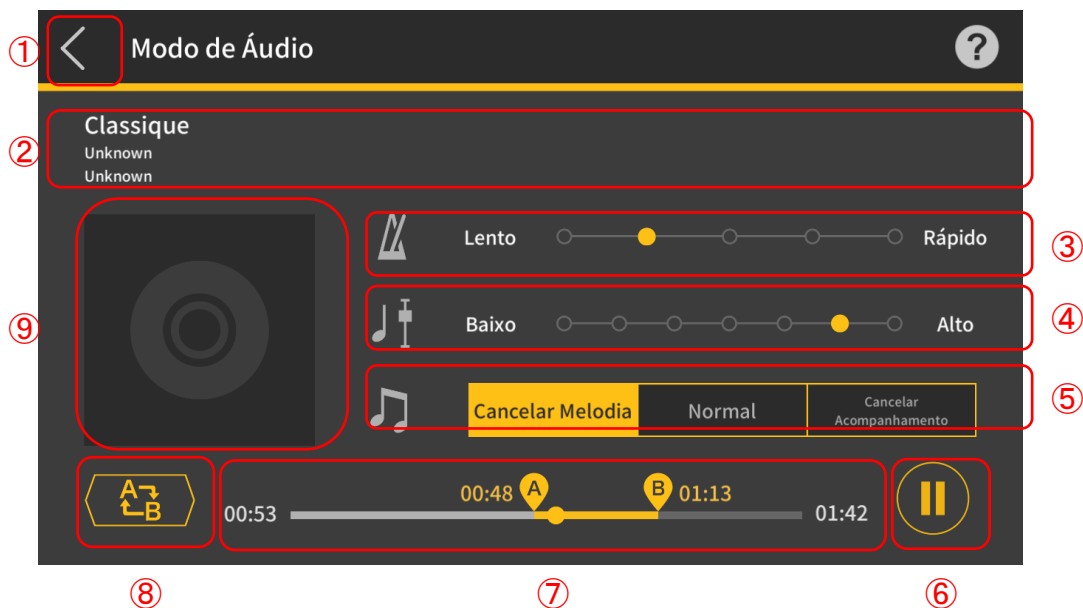 ①
Modo de Áudio
?
②
Classique
Unknown
Unknown
Lento
Rápido
③
Baixo
Alto
④
⑨
Cancelar Melodia
Normal
Cancelar
Acompanhamento
⑤
A
B
00:53
00:48
A
B
01:13
01:42
⑧
⑦
⑥